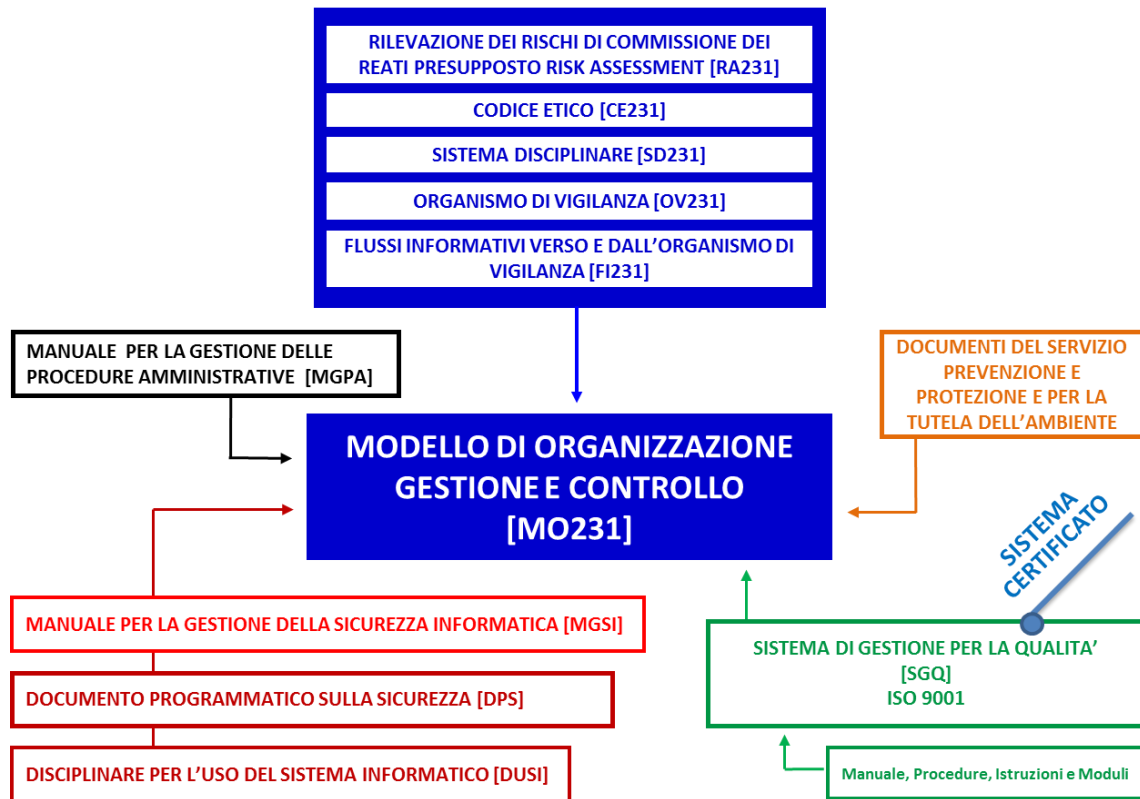 RILEVAZIONE DEI RISCHI DI COMMISSIONE DEI
REATI PRESUPPOSTO RISK ASSESSMENT [RA231]
CODICE ETICO [CE231]
SISTEMA DISCIPLINARE [SD231]
ORGANISMO DI VIGILANZA [OV231]
FLUSSI INFORMATIVI VERSO E DALL’ORGANISMO DI
VIGILANZA [FI231]
MANUALE PER LA GESTIONE DELLE
PROCEDURE AMMINISTRATIVE [MGPA]
DOCUMENTI DEL SERVIZIO
PREVENZIONE E
PROTEZIONE E PER LA
TUTELA DELL’AMBIENTE
MODELLO DI ORGANIZZAZIONE
GESTIONE E CONTROLLO
[MO231]
SISTEMA
CERTIFICATO
MANUALE PER LA GESTIONE DELLA SICUREZZA INFORMATICA [MGSI]
DOCUMENTO PROGRAMMATICO SULLA SICUREZZA [DPS]
DISCIPLINARE PER L’USO DEL SISTEMA INFORMATICO [DUSI]
SISTEMA DI GESTIONE PER LA QUALITA’
[SGQ]
ISO 9001
Manuale, Procedure, Istruzioni e Moduli